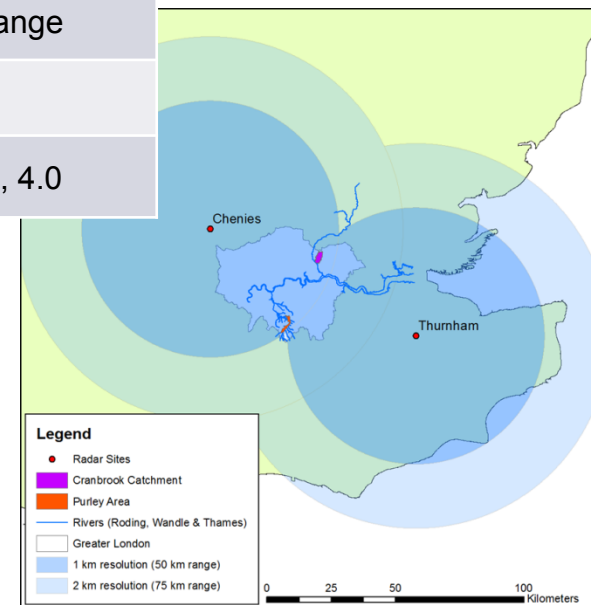 ange
, 4.0
Chenies
Thurnham
Legend
Radar Sites
Cranbrook Catchment
Purley Area
Rivers (Roding, Wandle & Thames)
Greater London
1 km resolution (50 km range)
2 km resolution (75 km range)
0 25 50 100
Kilometers